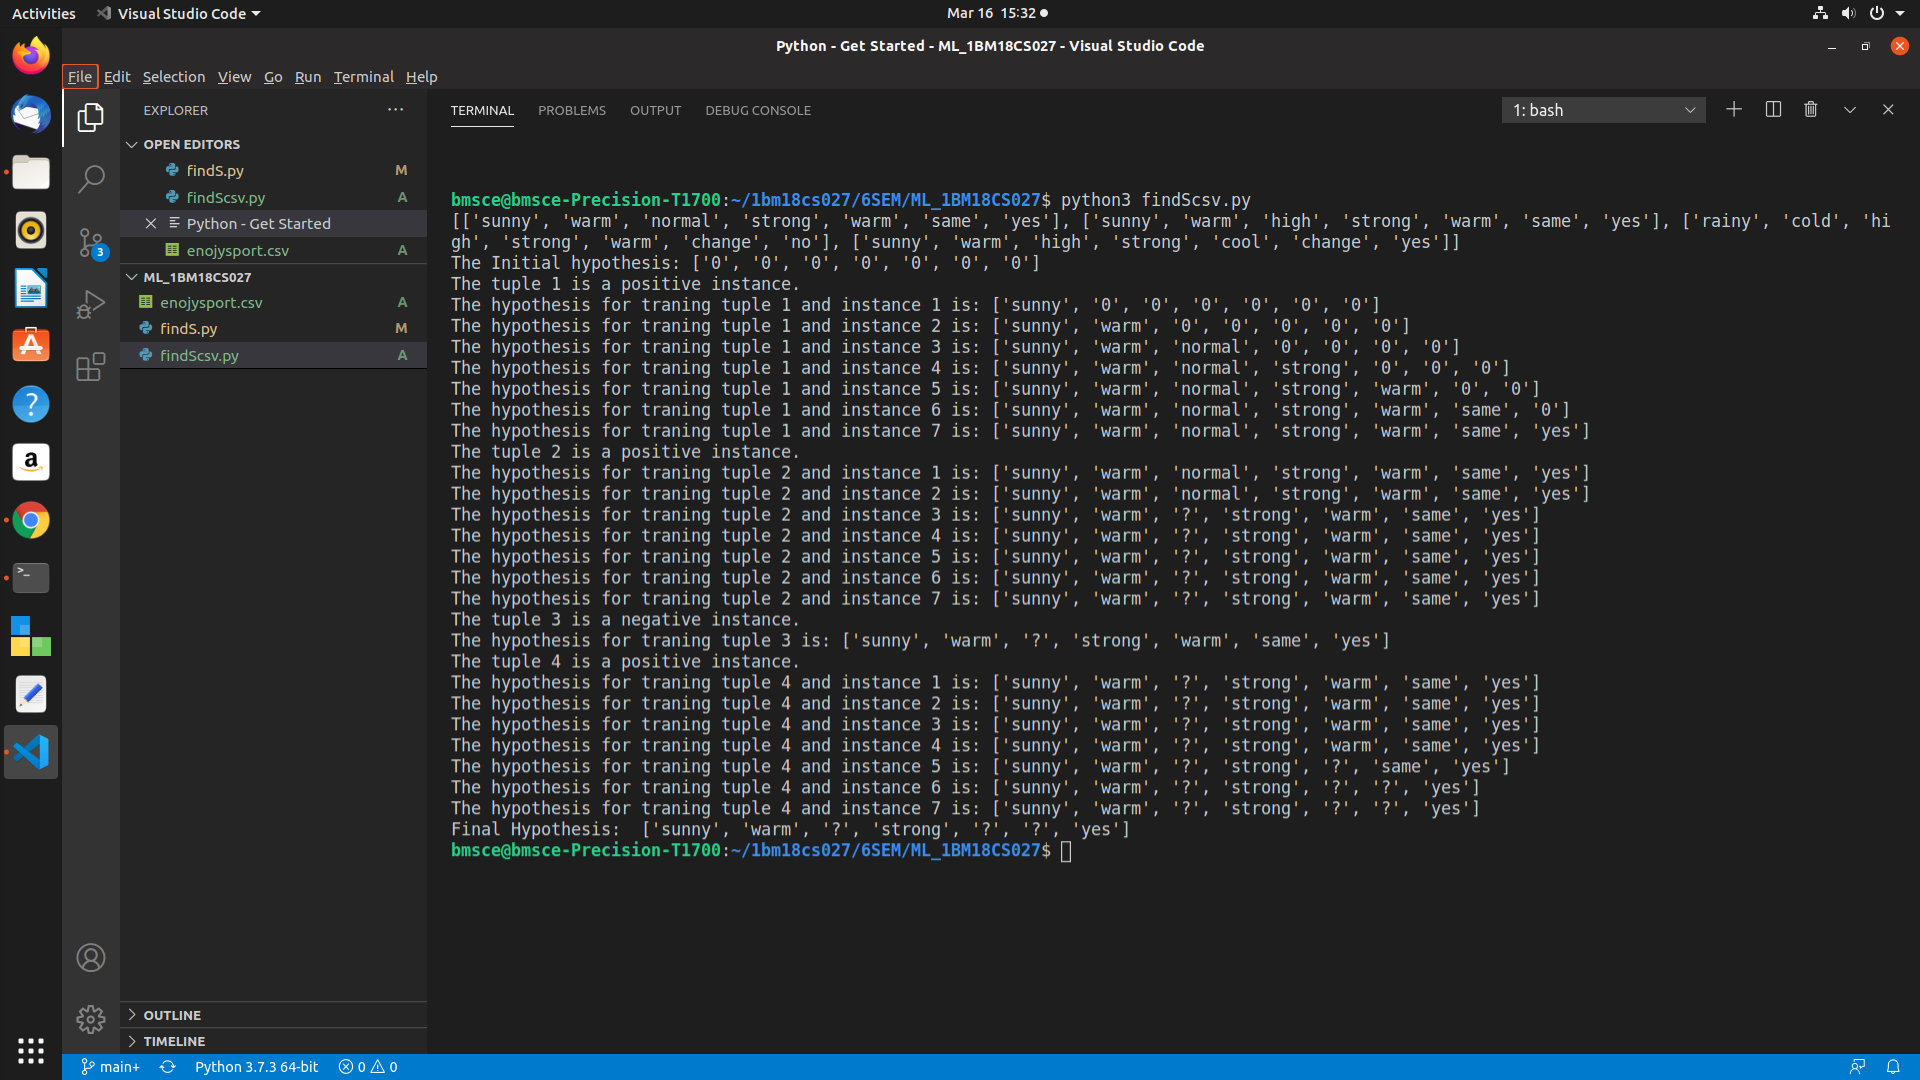 Activities
Visual Studio Code
Mar 16 15:32
Python - Get Started - ML_1BM18CS027 - Visual Studio Code
File Edit Selection View Go Run Terminal Help
EXPLORER
OPEN EDITORS
findS.py M
findScsv.py A
Python - Get Started
enojysport.csv A
ML_1BM18CS027
enojysport.csv A
findS.py M
findScsv.py A
3
OUTLINE
TIMELINE
TERMINAL PROBLEMS OUTPUT DEBUG CONSOLE
1: bash
bmsce@bmsce-Precision-T1700:~/1bm18cs027/6SEM/ML_1BM18CS027$ python3 findScsv.py
[['sunny', 'warm', 'normal', 'strong', 'warm', 'same', 'yes'], ['sunny', 'warm', 'high', 'strong', 'warm', 'same', 'yes'], ['rainy', 'cold', 'hi
gh', 'strong', 'warm', 'change', 'no'], ['sunny', 'warm', 'high', 'strong', 'cool', 'change', 'yes']]
The Initial hypothesis: ['0', '0', '0', '0', '0', '0', '0']
The tuple 1 is a positive instance.
The hypothesis for traning tuple 1 and instance 1 is: ['sunny', '0', '0', '0', '0', '0', '0']
The hypothesis for traning tuple 1 and instance 2 is: ['sunny', 'warm', '0', '0', '0', '0', '0']
The hypothesis for traning tuple 1 and instance 3 is: ['sunny', 'warm', 'normal', '0', '0', '0', '0']
The hypothesis for traning tuple 1 and instance 4 is: ['sunny', 'warm', 'normal', 'strong', '0', '0', '0']
The hypothesis for traning tuple 1 and instance 5 is: ['sunny', 'warm', 'normal', 'strong', 'warm', '0', '0']
The hypothesis for traning tuple 1 and instance 6 is: ['sunny', 'warm', 'normal', 'strong', 'warm', 'same', '0']
The hypothesis for traning tuple 1 and instance 7 is: ['sunny', 'warm', 'normal', 'strong', 'warm', 'same', 'yes']
The tuple 2 is a positive instance.
The hypothesis for traning tuple 2 and instance 1 is: ['sunny', 'warm', 'normal', 'strong', 'warm', 'same', 'yes']
The hypothesis for traning tuple 2 and instance 2 is: ['sunny', 'warm', 'normal', 'strong', 'warm', 'same', 'yes']
The hypothesis for traning tuple 2 and instance 3 is: ['sunny', 'warm', '?', 'strong', 'warm', 'same', 'yes']
The hypothesis for traning tuple 2 and instance 4 is: ['sunny', 'warm', '?', 'strong', 'warm', 'same', 'yes']
The hypothesis for traning tuple 2 and instance 5 is: ['sunny', 'warm', '?', 'strong', 'warm', 'same', 'yes']
The hypothesis for traning tuple 2 and instance 6 is: ['sunny', 'warm', '?', 'strong', 'warm', 'same', 'yes']
The hypothesis for traning tuple 2 and instance 7 is: ['sunny', 'warm', '?', 'strong', 'warm', 'same', 'yes']
The tuple 3 is a negative instance.
The hypothesis for traning tuple 3 is: ['sunny', 'warm', '?', 'strong', 'warm', 'same', 'yes']
The tuple 4 is a positive instance.
The hypothesis for traning tuple 4 and instance 1 is: ['sunny', 'warm', '?', 'strong', 'warm', 'same', 'yes']
The hypothesis for traning tuple 4 and instance 2 is: ['sunny', 'warm', '?', 'strong', 'warm', 'same', 'yes']
The hypothesis for traning tuple 4 and instance 3 is: ['sunny', 'warm', '?', 'strong', 'warm', 'same', 'yes']
The hypothesis for traning tuple 4 and instance 4 is: ['sunny', 'warm', '?', 'strong', 'warm', 'same', 'yes']
The hypothesis for traning tuple 4 and instance 5 is: ['sunny', 'warm', '?', 'strong', '?', 'same', 'yes']
The hypothesis for traning tuple 4 and instance 6 is: ['sunny', 'warm', '?', 'strong', '?', '?', 'yes']
The hypothesis for traning tuple 4 and instance 7 is: ['sunny', 'warm', '?', 'strong', '?', '?', 'yes']
Final Hypothesis:  ['sunny', 'warm', '?', 'strong', '?', '?', 'yes']
bmsce@bmsce-Precision-T1700:~/1bm18cs027/6SEM/ML_1BM18CS027$
main+ Python 3.7.3 64-bit 0 0